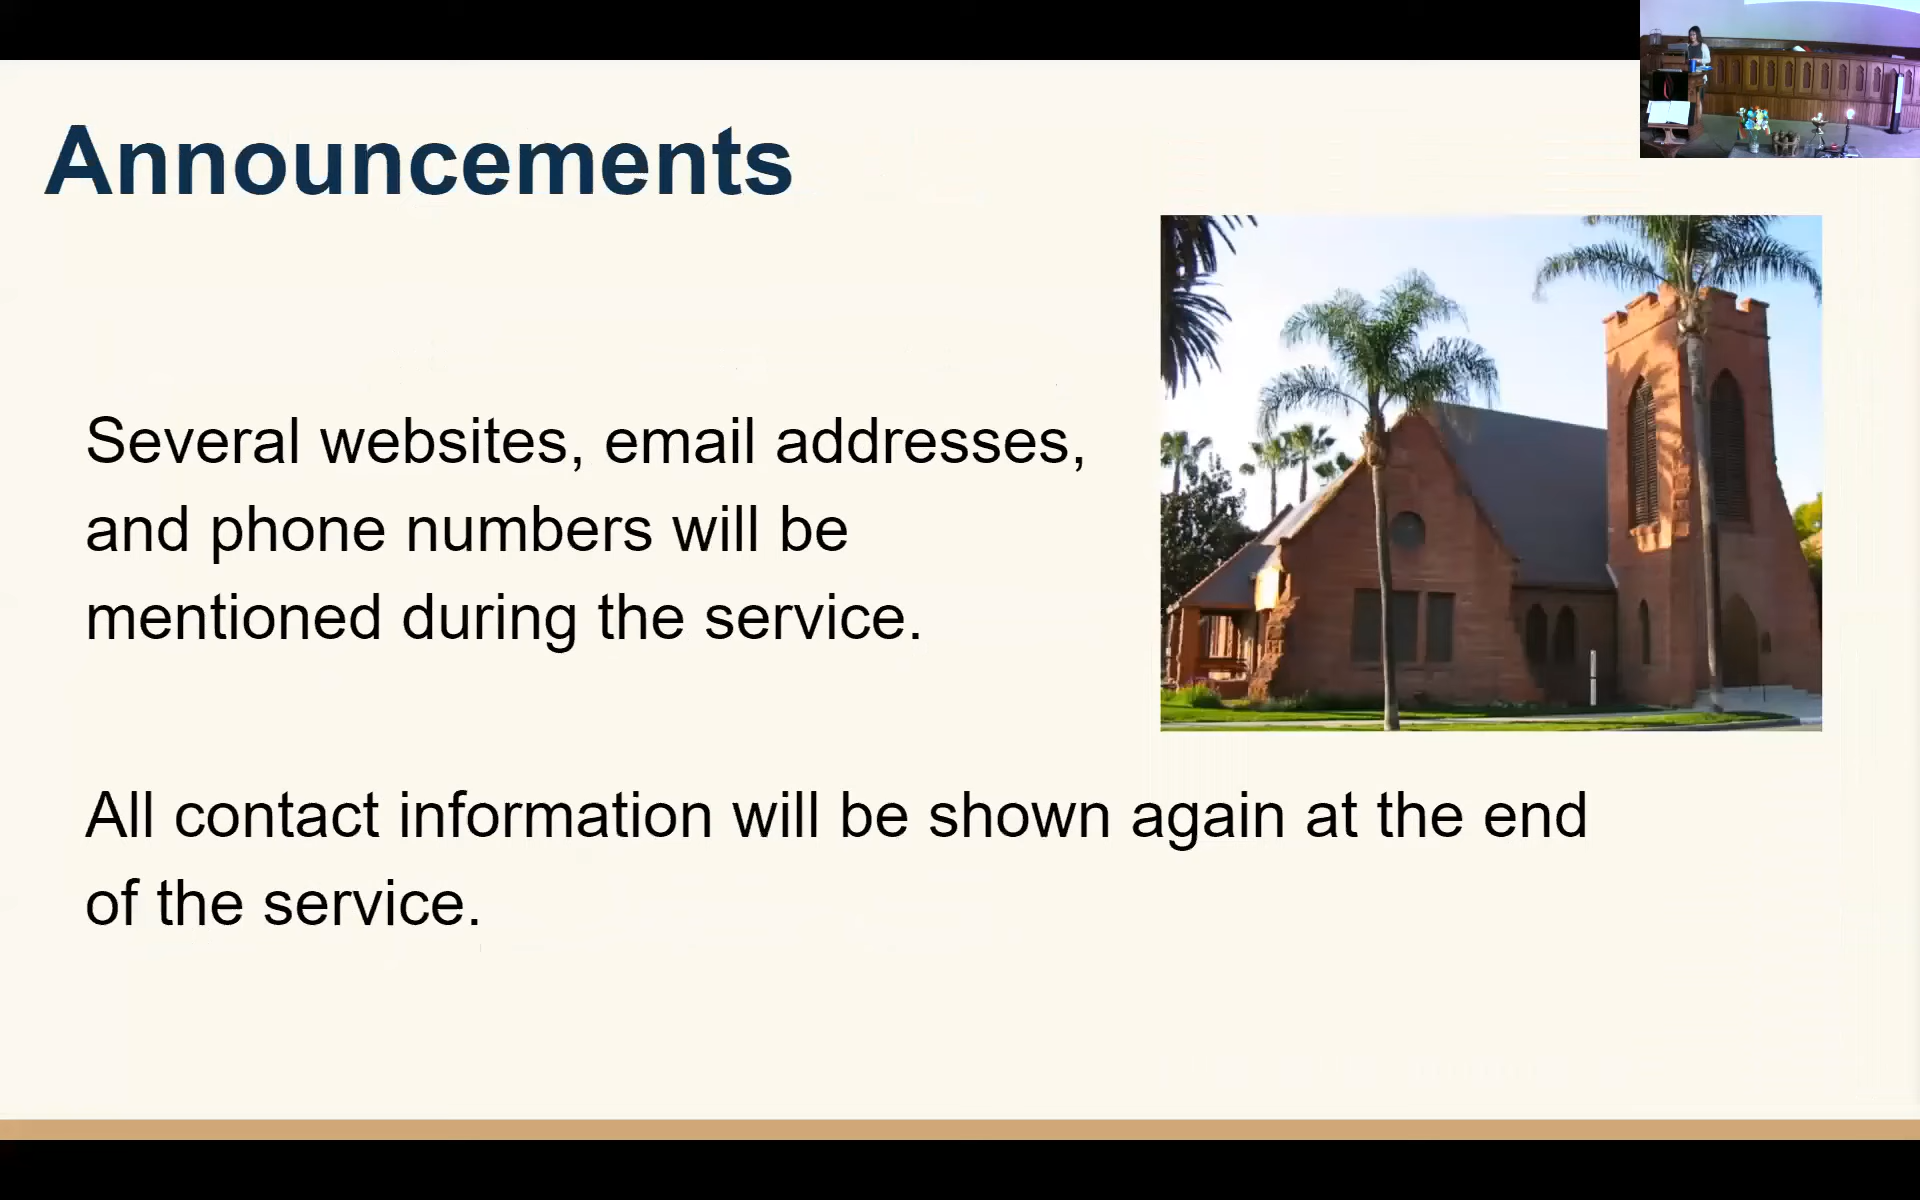 Announcements
Several websites, email addresses,
and phone numbers will be
mentioned during the service.
All contact information will be shown again at the end
of the service.